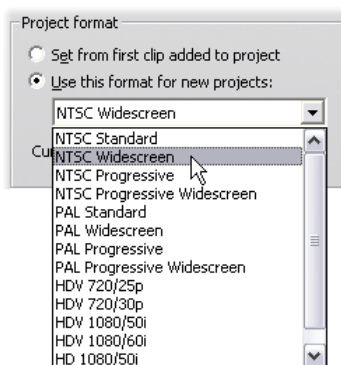 Project format
Set from first clip added to project
Use this format for new projects:
NTSC Widescreen
NTSC Standard
Cu
NTSC Widescreen
NTSC Progressive
NTSC Progressive Widescreen
PAL Standard
PAL Widescreen
PAL Progressive
PAL Progressive Widescreen
HDV 720/25p
HDV 720/30p
HDV 1080/50i
HDV 1080/60i
HD 1080/50i